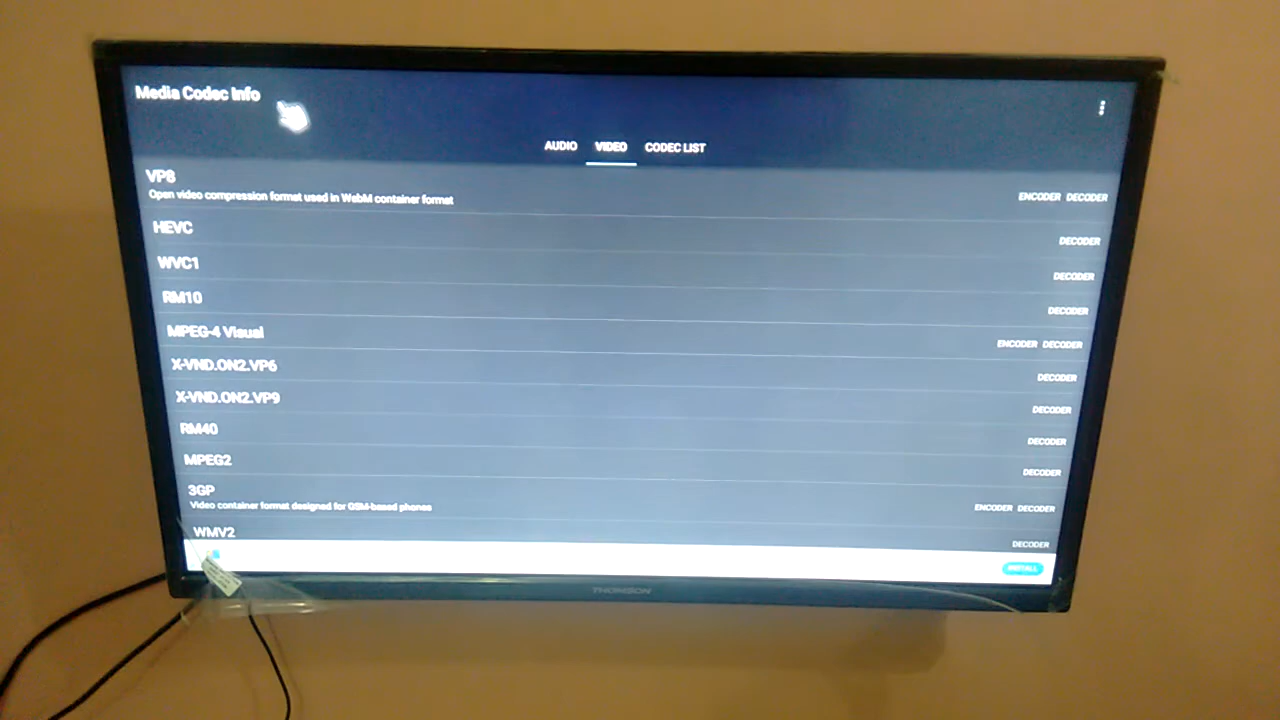 Media Codec Info
AUDIO VIDEO CODEC LIST
VP8
Open video compression format used in WebM container format
ENCODER DECODER
HEVC
DECODER
WVC1
DECODER
RM10
DECODER
MPEG-4 Visual
ENCODER DECODER
X-VND.ON2.VP6
DECODER
X-VND.ON2.VP9
DECODER
RM40
DECODER
MPEG2
DECODER
3GP
Video container format designed for GSM-based phones
ENCODER DECODER
WMV2
DECODER
INSTALL
THOMSON